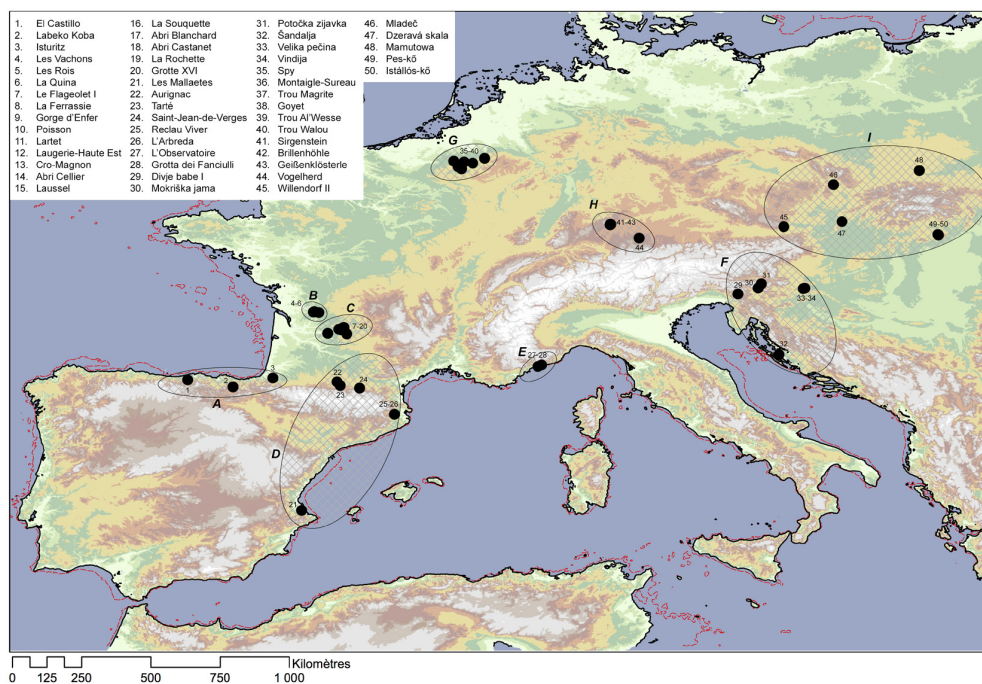 1. El Castillo
2. Labeko Koba
3. Isturitz
4. Les Vachons
5. Les Rois
6. La Quina
7. Le Flageolet I
8. La Ferrassie
9. Gorge d'Enfer
10. Poisson
11. Lartet
12. Laugerie-Haute Est
13. Cro-Magnon
14. Abri Cellier
15. Laussel
16. La Souquette
17. Abri Blanchard
18. Abri Castanet
19. La Rochette
20. Grotte XVI
21. Les Mallaetes
22. Aurignac
23. Tarté
24. Saint-Jean-de-Verges
25. Reclau Viver
26. L'Arbreda
27. L'Observatoire
28. Grotta dei Fanciulli
29. Divje babe I
30. Mokriška jama
31. Potočka zijavka
32. Šandalja
33. Velika pečina
34. Vindija
35. Spy
36. Montaigle-Sureau
37. Trou Magrite
38. Goyet
39. Trou Al'Wesse
40. Trou Walou
41. Sirgenstein
42. Brillenhöhle
43. Geißenklösterle
44. Vogelherd
45. Willendorf II
46. Mladeč
47. Dzeravá skala
48. Mamutowa
49. Pes-kő
50. Istállós-kő
G
35-40
I
48
46
H
41-43
45
47
49-50
44
F
31
29
30
33-34
B
4-6
C
7-20
32
E
27-28
3
1
2
A
22
23
24
25-26
D
21
Kilomètres
0 125 250 500 750 1 000